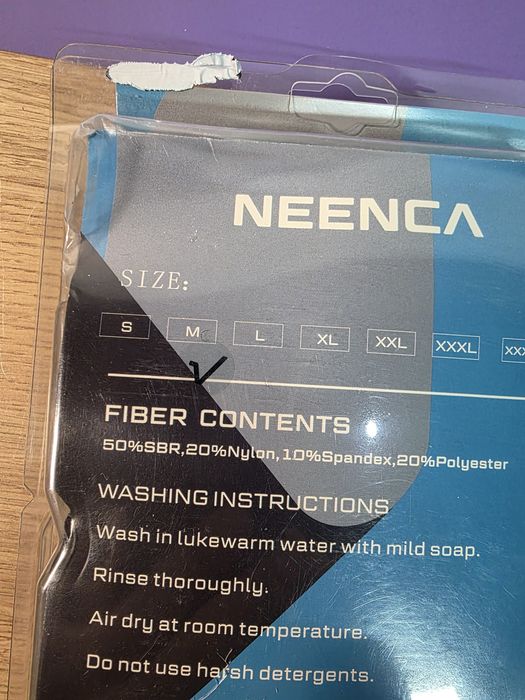 NEENCA
SIZE:
S M L XL XXL XXXL
FIBER CONTENTS
50%SBR,20%Nylon,10%Spandex,20%Polyester
WASHING INSTRUCTIONS
Wash in lukewarm water with mild soap.
Rinse thoroughly.
Air dry at room temperature.
Do not use harsh detergents.